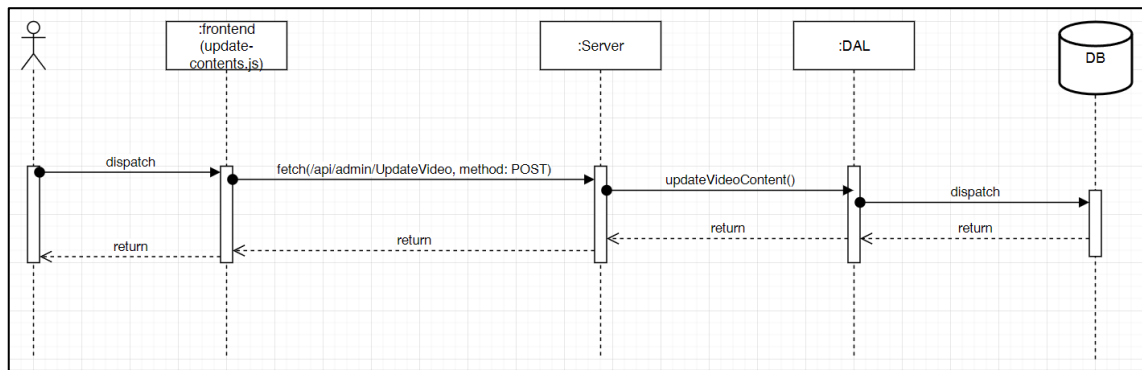 :frontend
(update-
contents.js)
:Server
:DAL
DB
dispatch
fetch(/api/admin/UpdateVideo, method: POST)
updateVideoContent()
dispatch
return
return
return
return